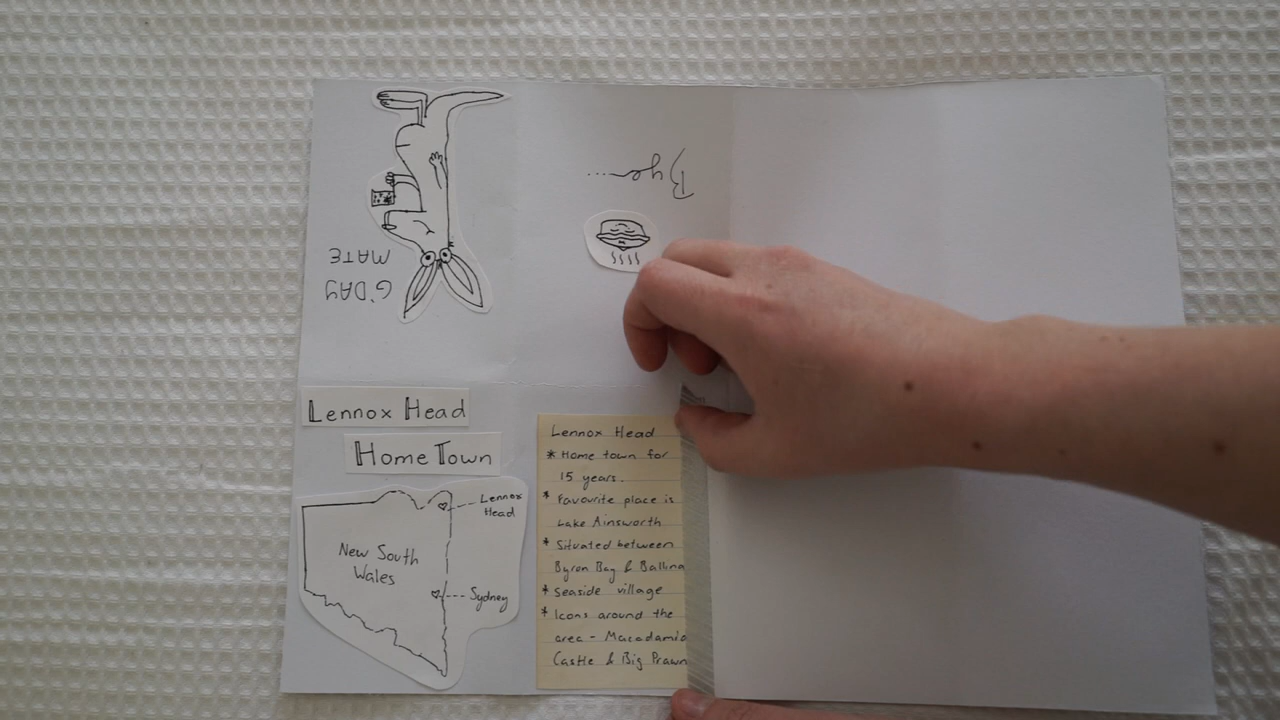 Bye...
G'DAY
MATE
Lennox Head
Home Town
New South
Wales
Lennox
Head
Sydney
Lennox Head
* Home town for
15 years.
* Favourite place is
Lake Ainsworth
* Situated between
Byron Bay & Ballina
* Seaside village
* Icons around the
area - Macadamia
Castle & Big Prawn